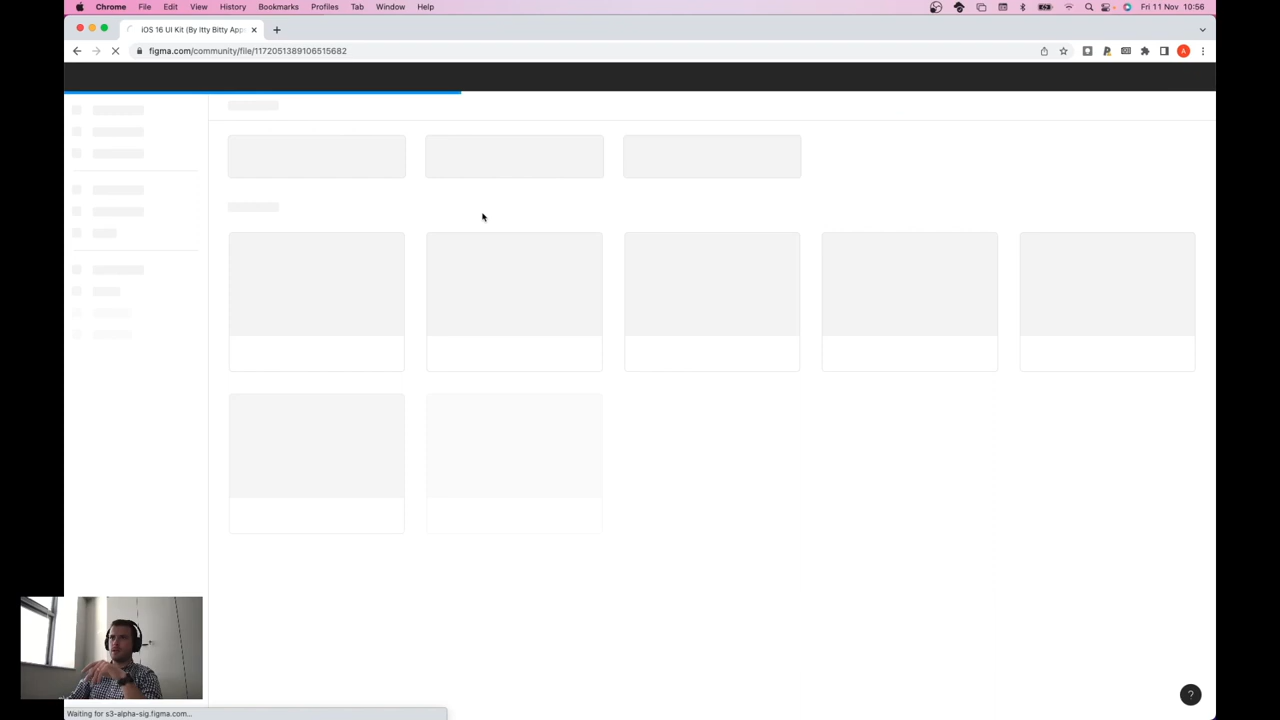 Chrome File Edit View History Bookmarks Profiles Tab Window Help Fri 11 Nov 10:56
iOS 16 UI Kit (By Itty Bitty App
figma.com/community/file/1172051389106515682 A
?
Waiting for s3-alpha-sig.figma.com...